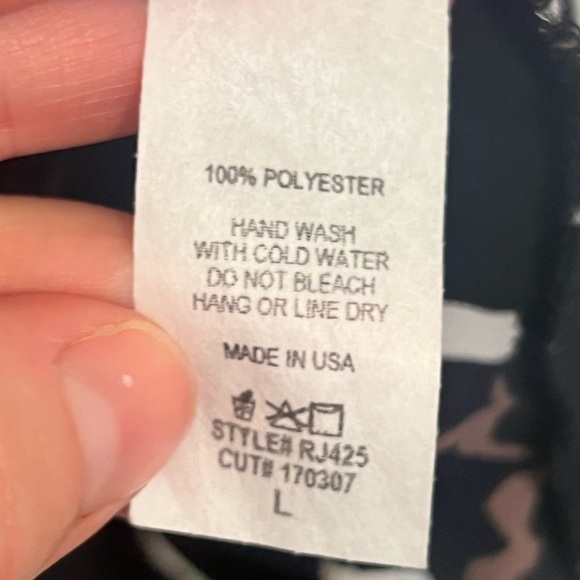 100% POLYESTER
HAND WASH
WITH COLD WATER
DO NOT BLEACH
HANG OR LINE DRY
MADE IN USA
STYLE# RJ425
CUT# 170307
L